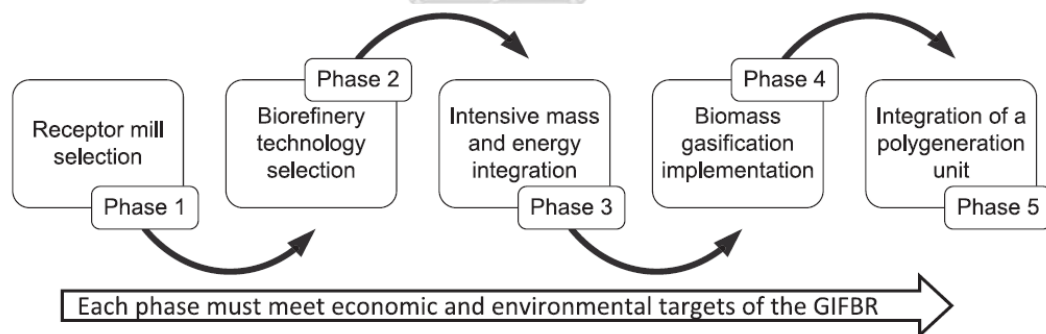 Receptor mill
selection
Phase 1
Biorefinery
technology
selection
Phase 2
Intensive mass
and energy
integration
Phase 3
Biomass
gasification
implementation
Phase 4
Integration of a
polygeneration
unit
Phase 5
Each phase must meet economic and environmental targets of the GIFBR